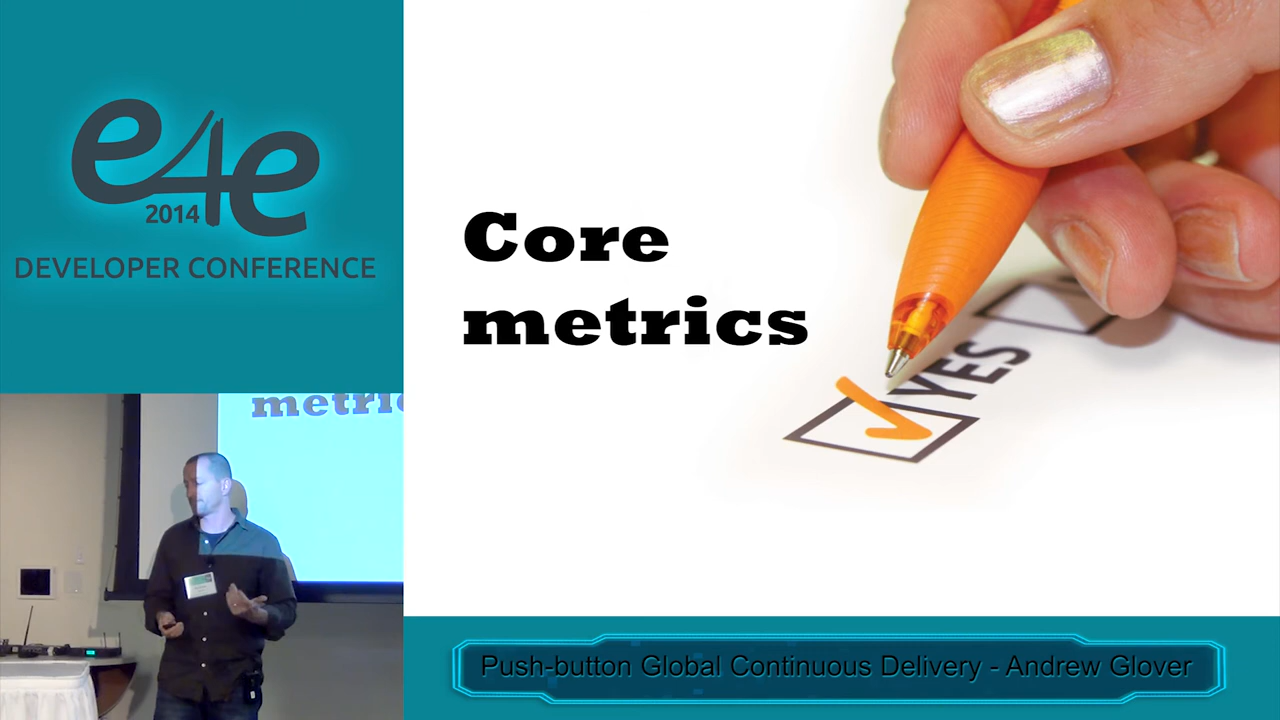 e4e
2014
DEVELOPER CONFERENCE
Core
metrics
YES
metric
Push-button Global Continuous Delivery - Andrew Glover